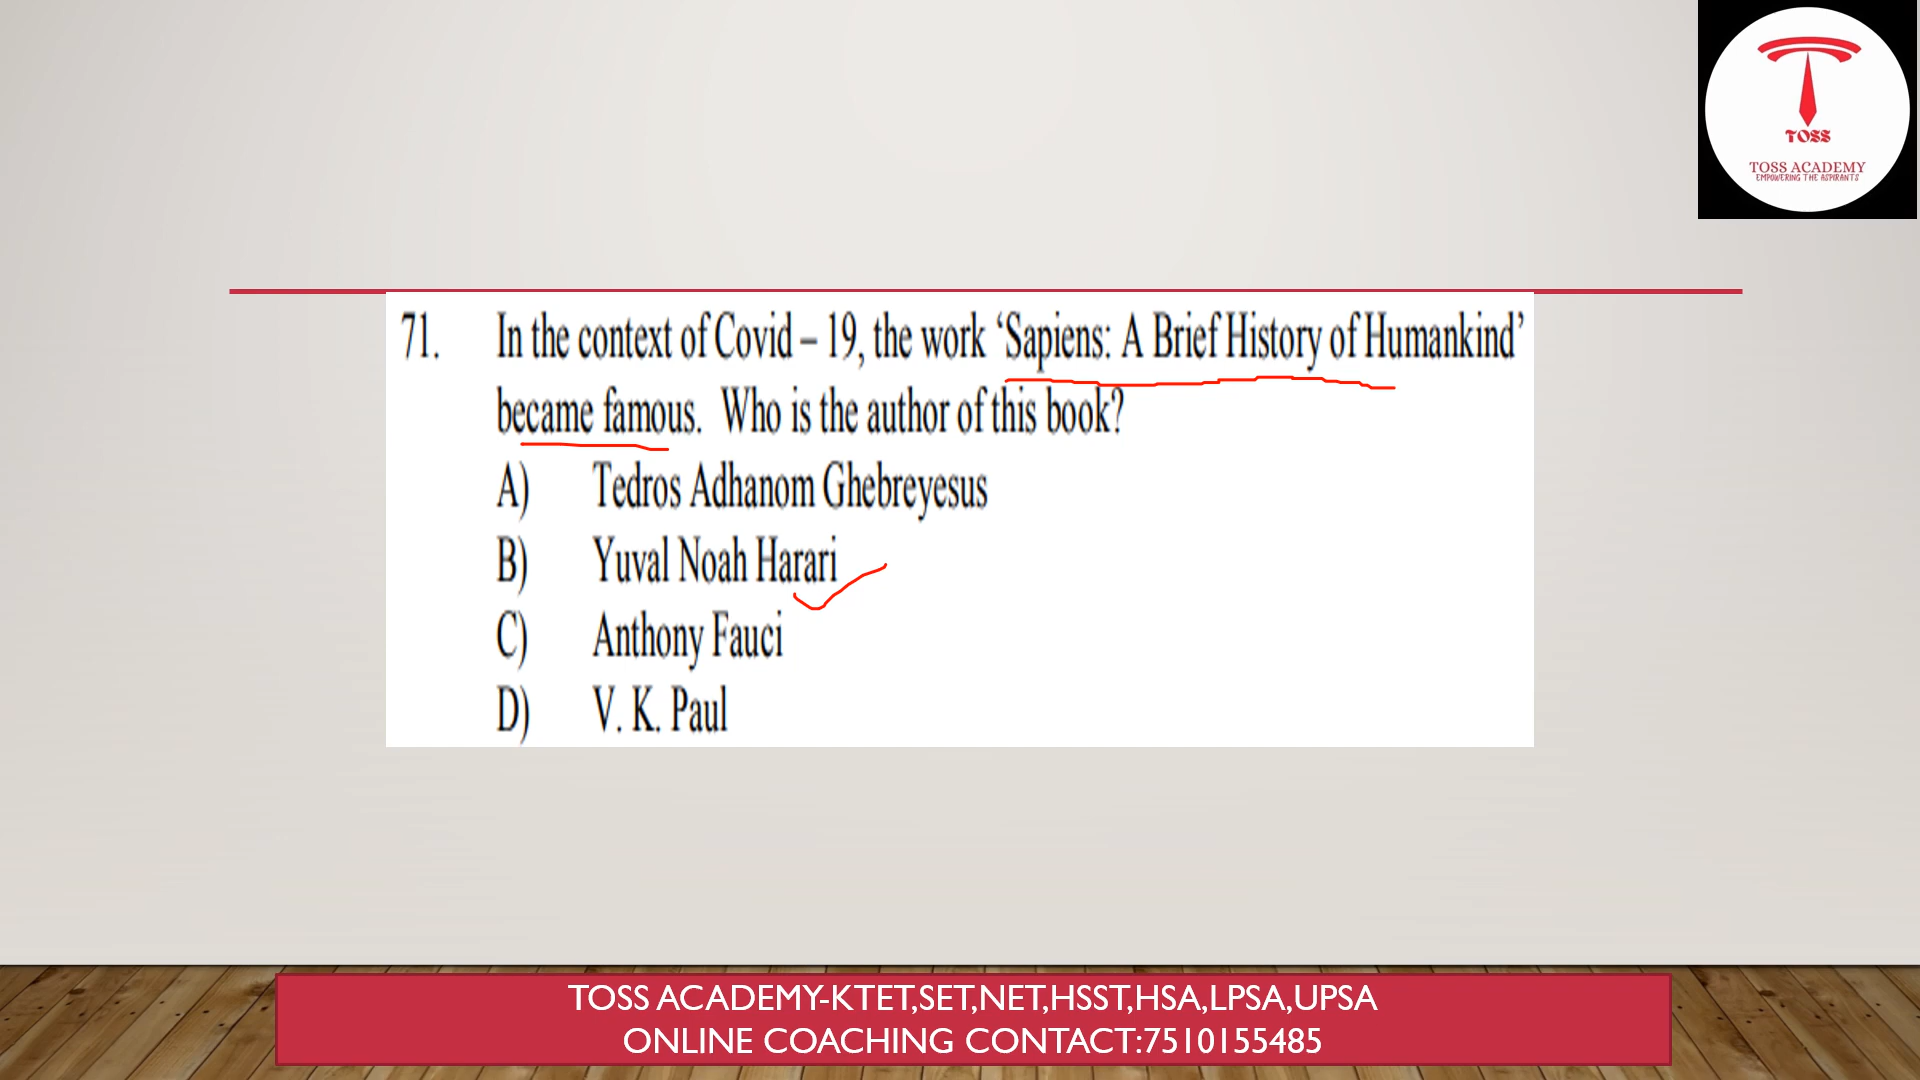 TOSS
TOSS ACADEMY
EMPOWERING THE ASPIRANTS
71. In the context of Covid – 19, the work ‘Sapiens: A Brief History of Humankind’
became famous. Who is the author of this book?
A) Tedros Adhanom Ghebreyesus
B) Yuval Noah Harari
C) Anthony Fauci
D) V. K. Paul
TOSS ACADEMY-KTET,SET,NET,HSST,HSA,LPSA,UPSA
ONLINE COACHING CONTACT:7510155485